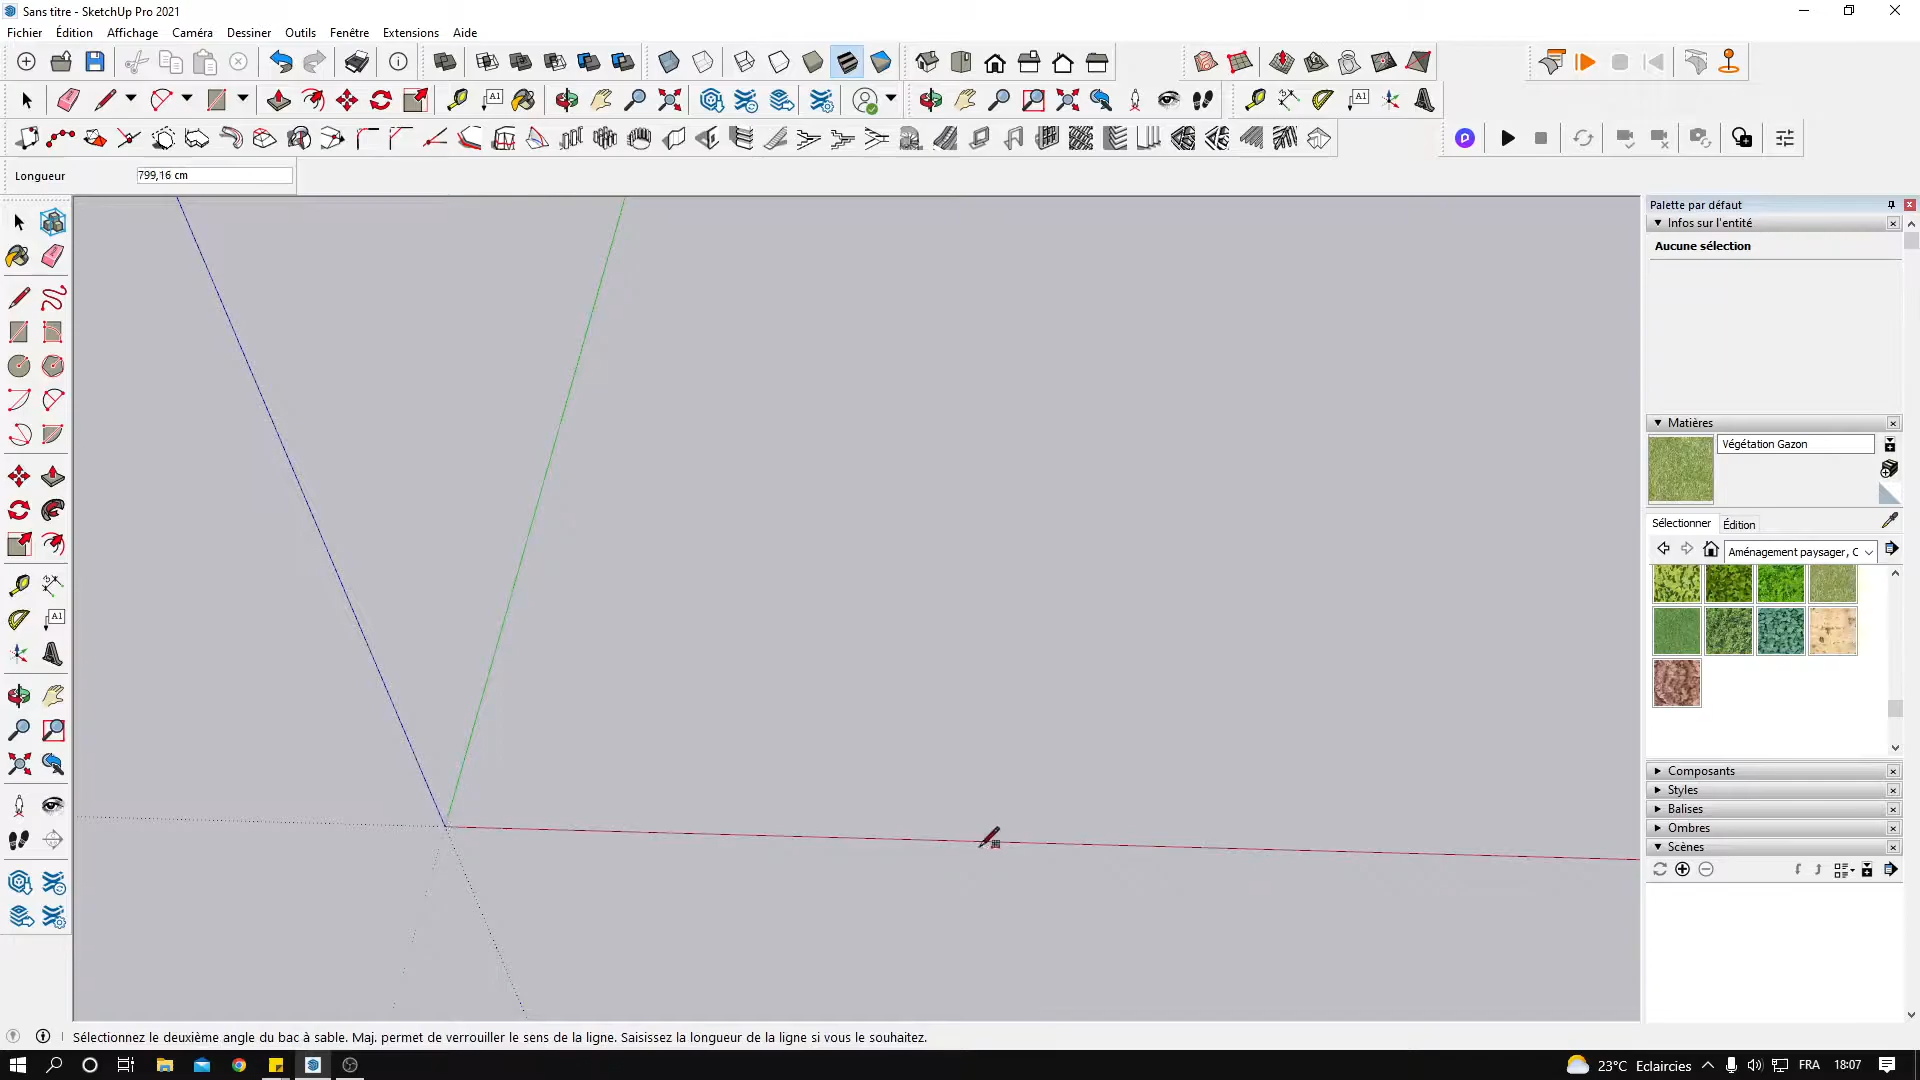 Sans titre - SketchUp Pro 2021
Fichier Édition Affichage Caméra Dessiner Outils Fenêtre Extensions Aide
Longueur 799,16 cm
Palette par défaut
Infos sur l'entité
Aucune sélection
Matières
Végétation Gazon
Sélectionner Édition
Aménagement paysager, C
Composants
Styles
Balises
Ombres
Scènes
Sélectionnez le deuxième angle du bac à sable. Maj. permet de verrouiller le sens de la ligne. Saisissez la longueur de la ligne si vous le souhaitez.
23°C Eclaircies FRA 18:07